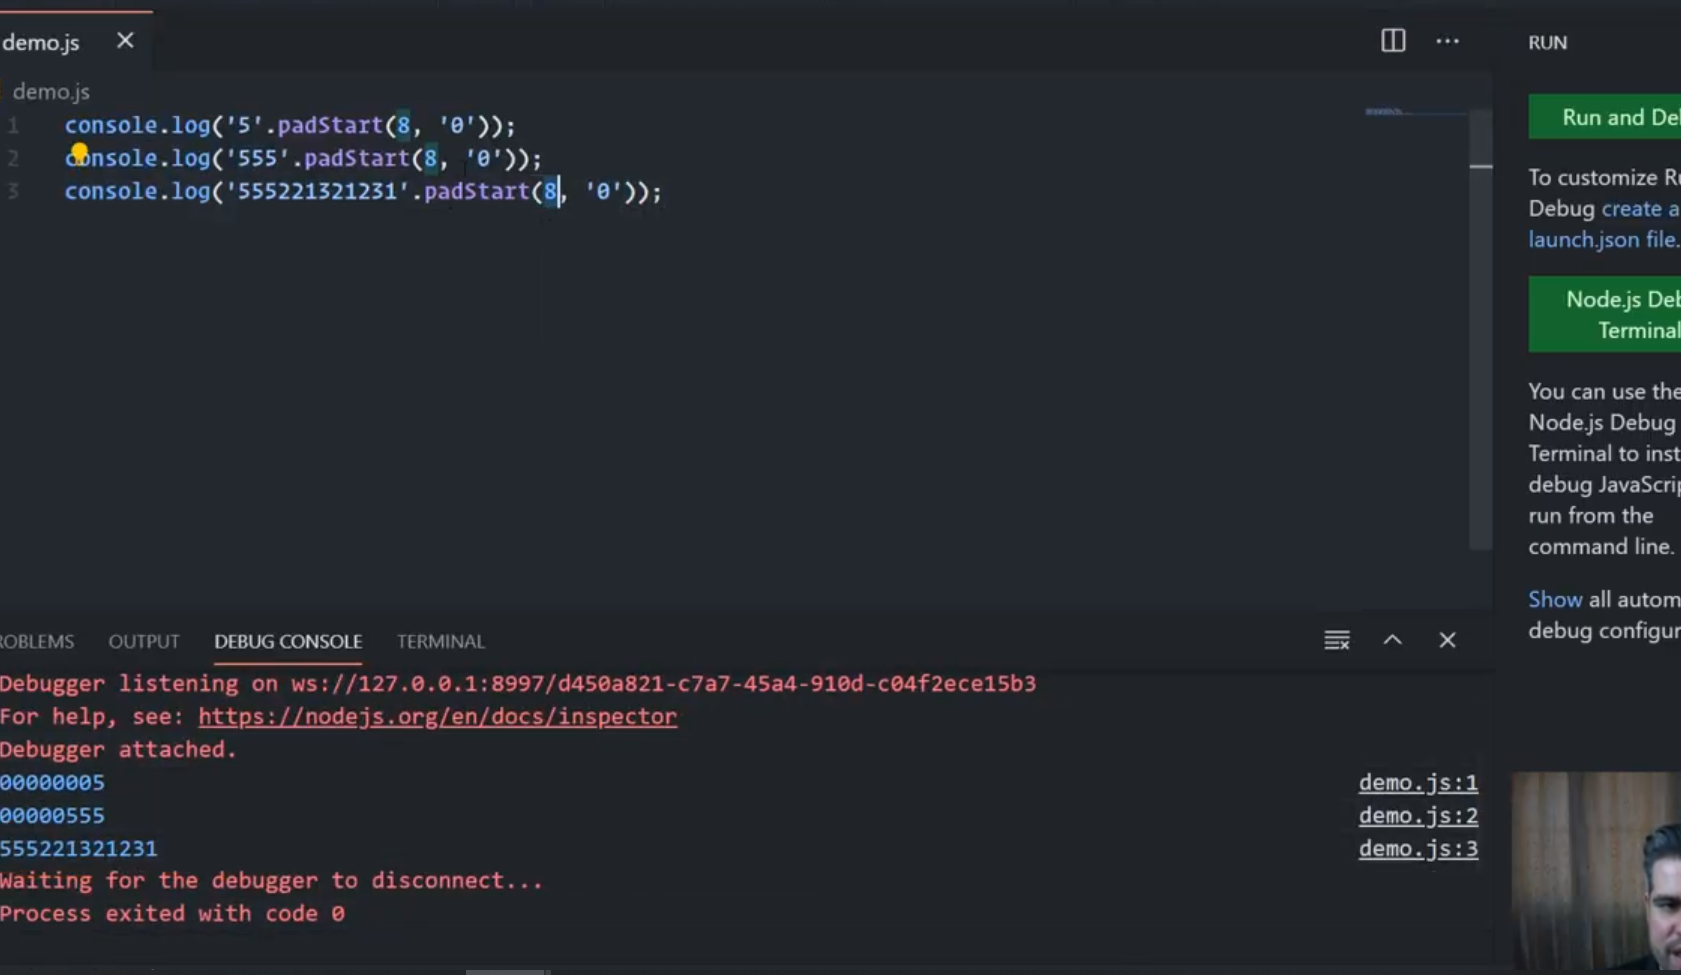 demo.js
demo.js
1 console.log('5'.padStart(8, '0'));
2 console.log('555'.padStart(8, '0'));
3 console.log('555221321231'.padStart(8, '0'));
RUN
Run and De
To customize R
Debug create a
launch.json file.
Node.js Deb
Terminal
You can use the
Node.js Debug
Terminal to inst
debug JavaScrip
run from the
command line.
Show all autom
debug configur
ROBLEMS OUTPUT DEBUG CONSOLE TERMINAL
Debugger listening on ws://127.0.0.1:8997/d450a821-c7a7-45a4-910d-c04f2ece15b3
For help, see: https://nodejs.org/en/docs/inspector
Debugger attached.
00000005 demo.js:1
00000555 demo.js:2
555221321231 demo.js:3
Waiting for the debugger to disconnect...
Process exited with code 0